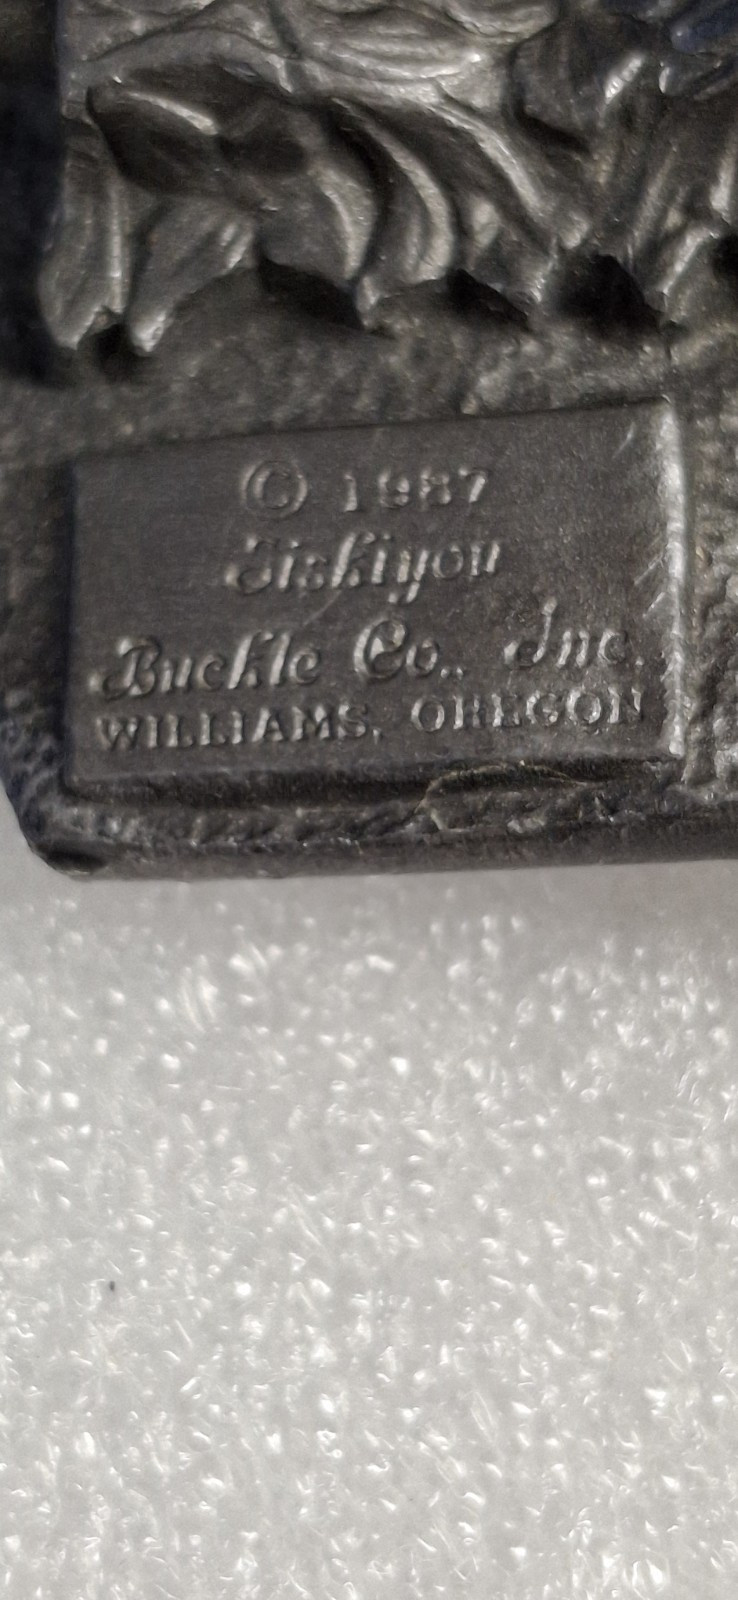 © 1987
Siskiyou
Buckle Co., Inc.
WILLIAMS, OREGON